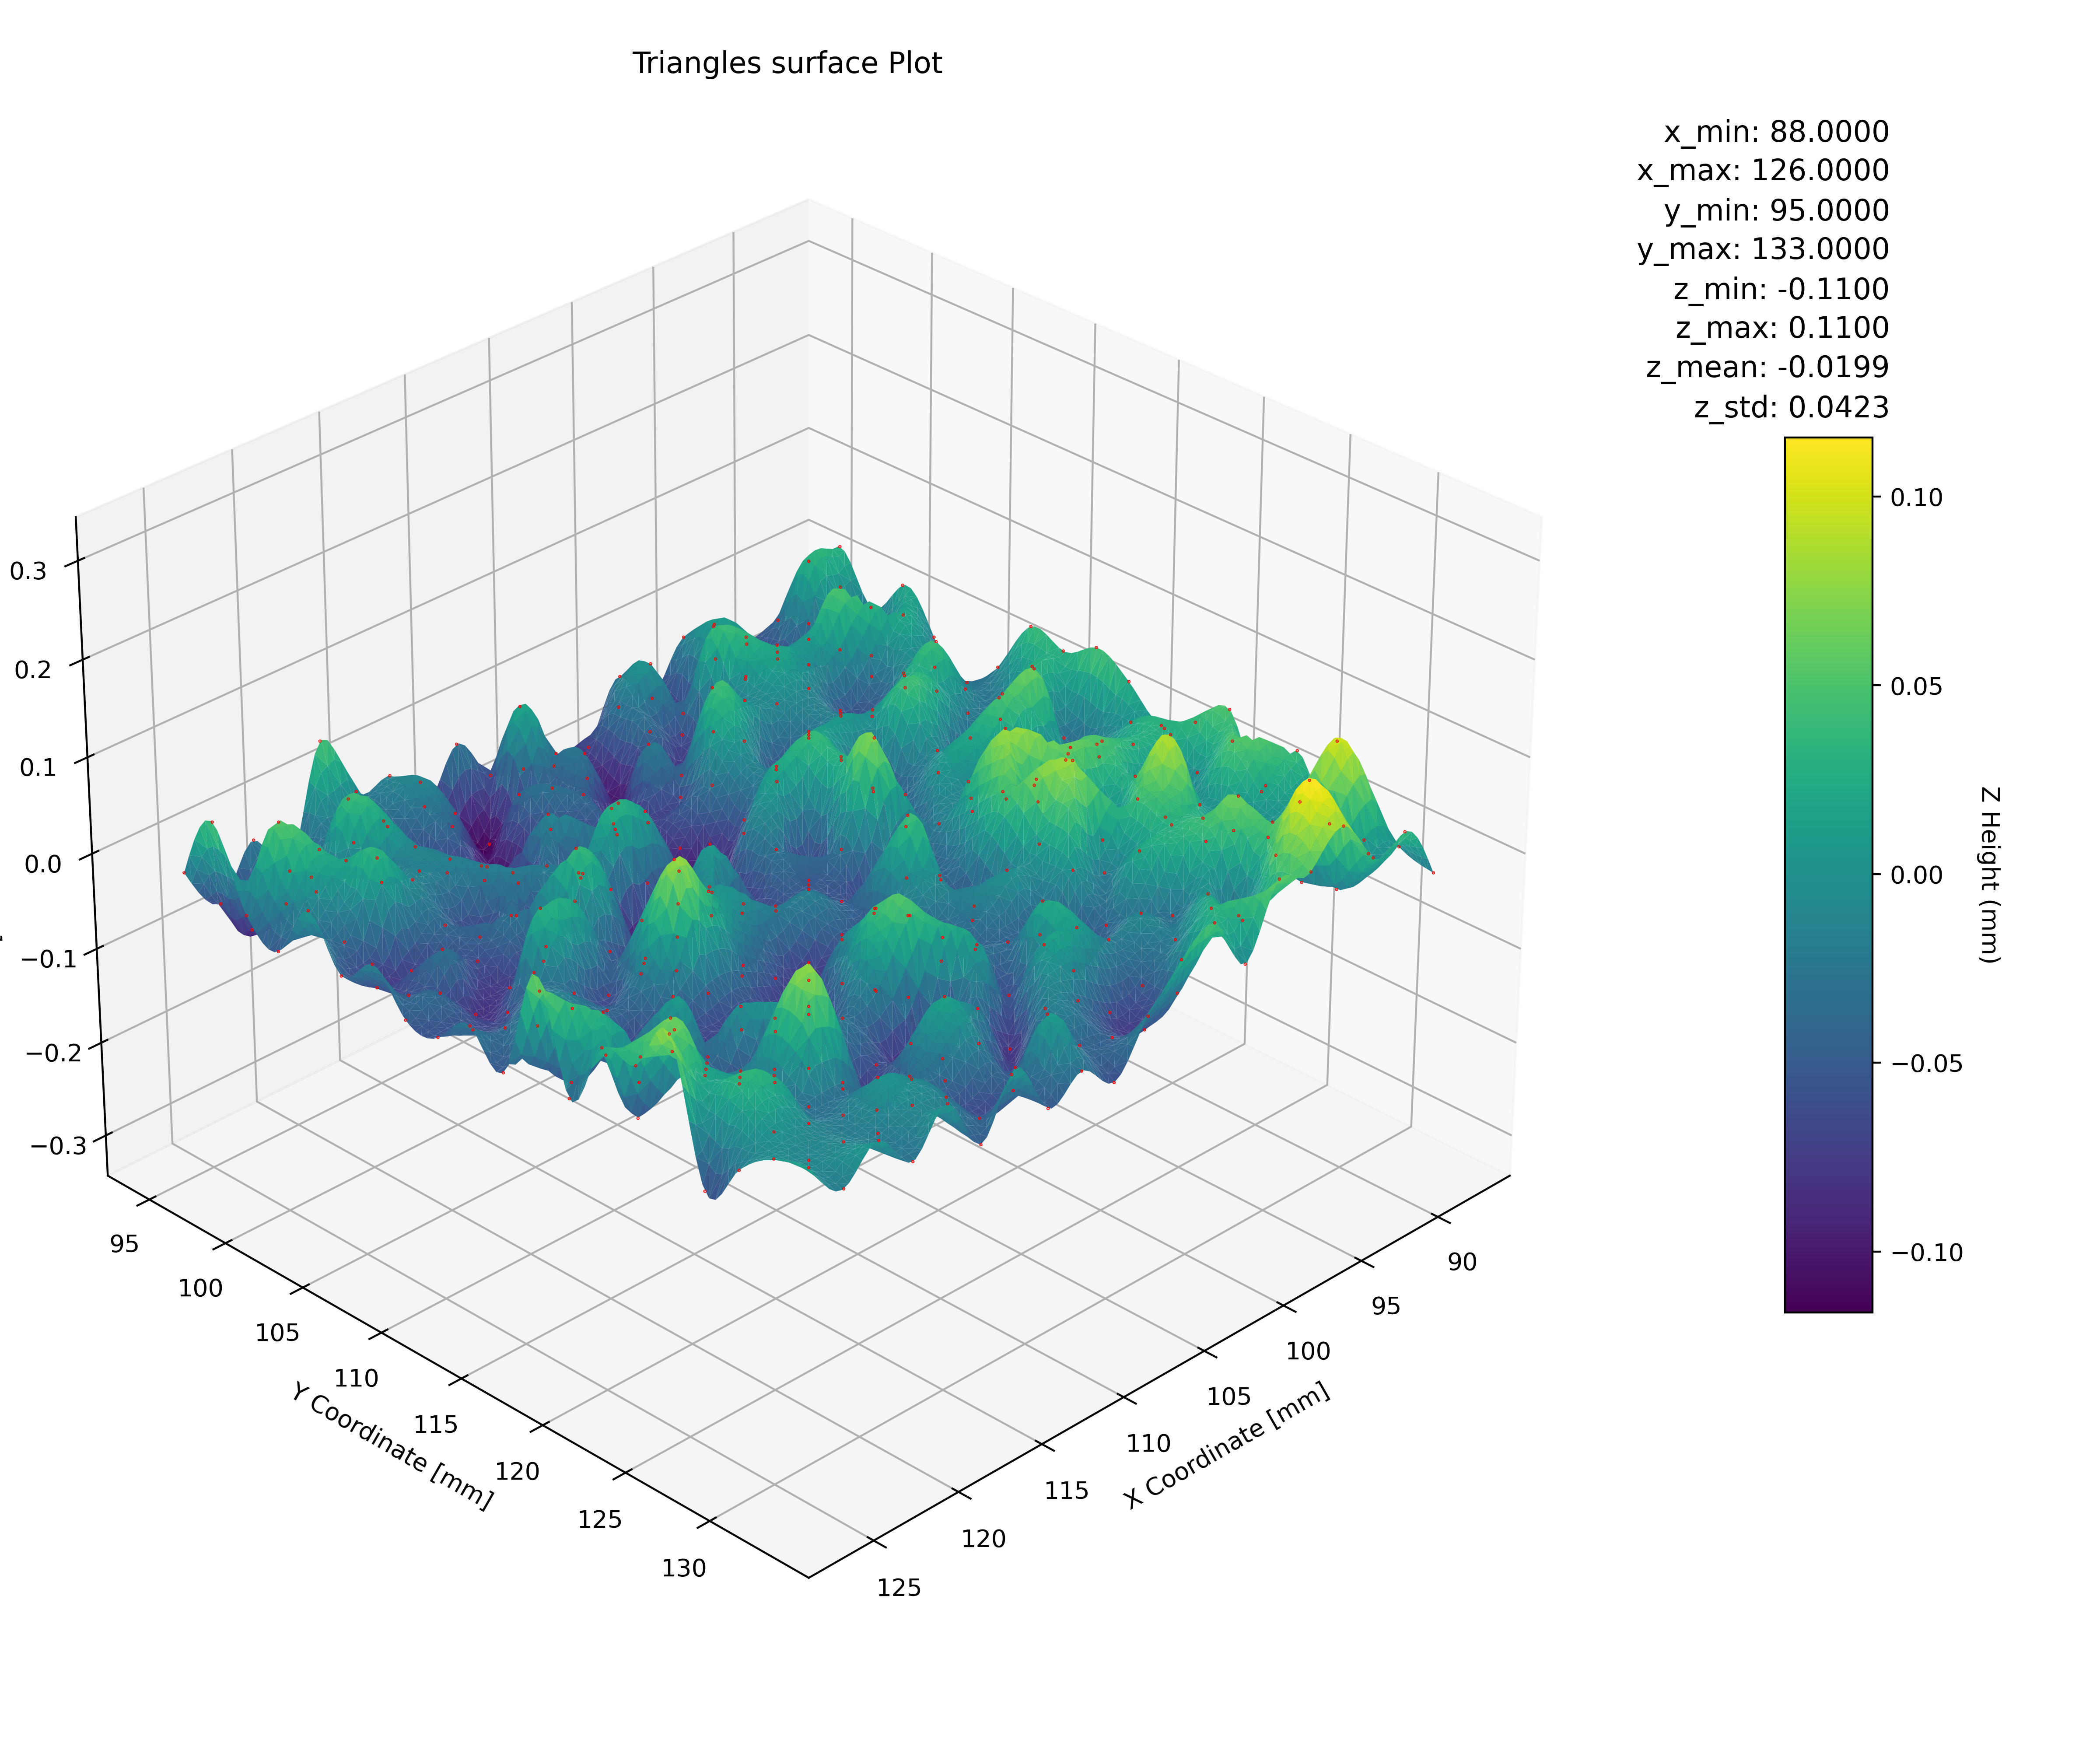 Triangles surface Plot
x_min: 88.0000
x_max: 126.0000
y_min: 95.0000
y_max: 133.0000
z_min: -0.1100
z_max: 0.1100
z_mean: -0.0199
z_std: 0.0423
0.10
0.05
0.00
−0.05
−0.10
Z Height (mm)
0.3
0.2
0.1
0.0
−0.1
−0.2
−0.3
95
100
105
110
115
120
125
130
Y Coordinate [mm]
90
95
100
105
110
115
120
125
X Coordinate [mm]